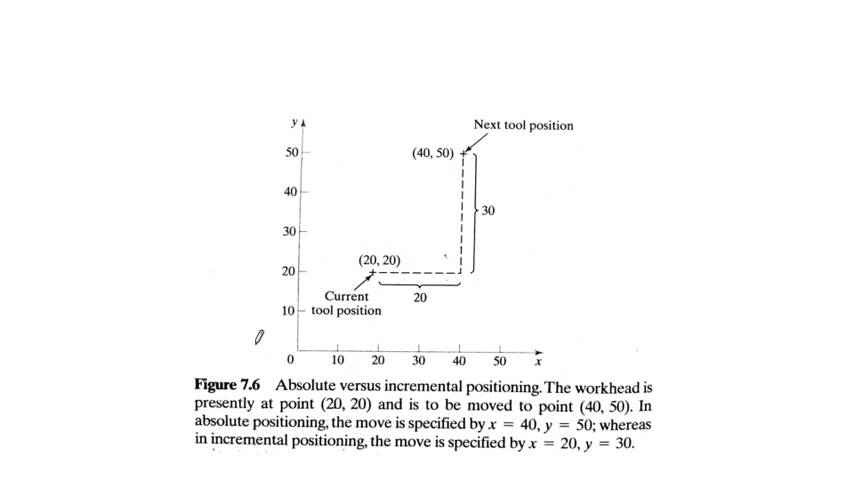 y
Next tool position
50
(40, 50)
40
30
30
(20, 20)
20
Current
20
10
tool position
0 10 20 30 40 50 x
Figure 7.6 Absolute versus incremental positioning. The workhead is
presently at point (20, 20) and is to be moved to point (40, 50). In
absolute positioning, the move is specified by x = 40, y = 50; whereas
in incremental positioning, the move is specified by x = 20, y = 30.